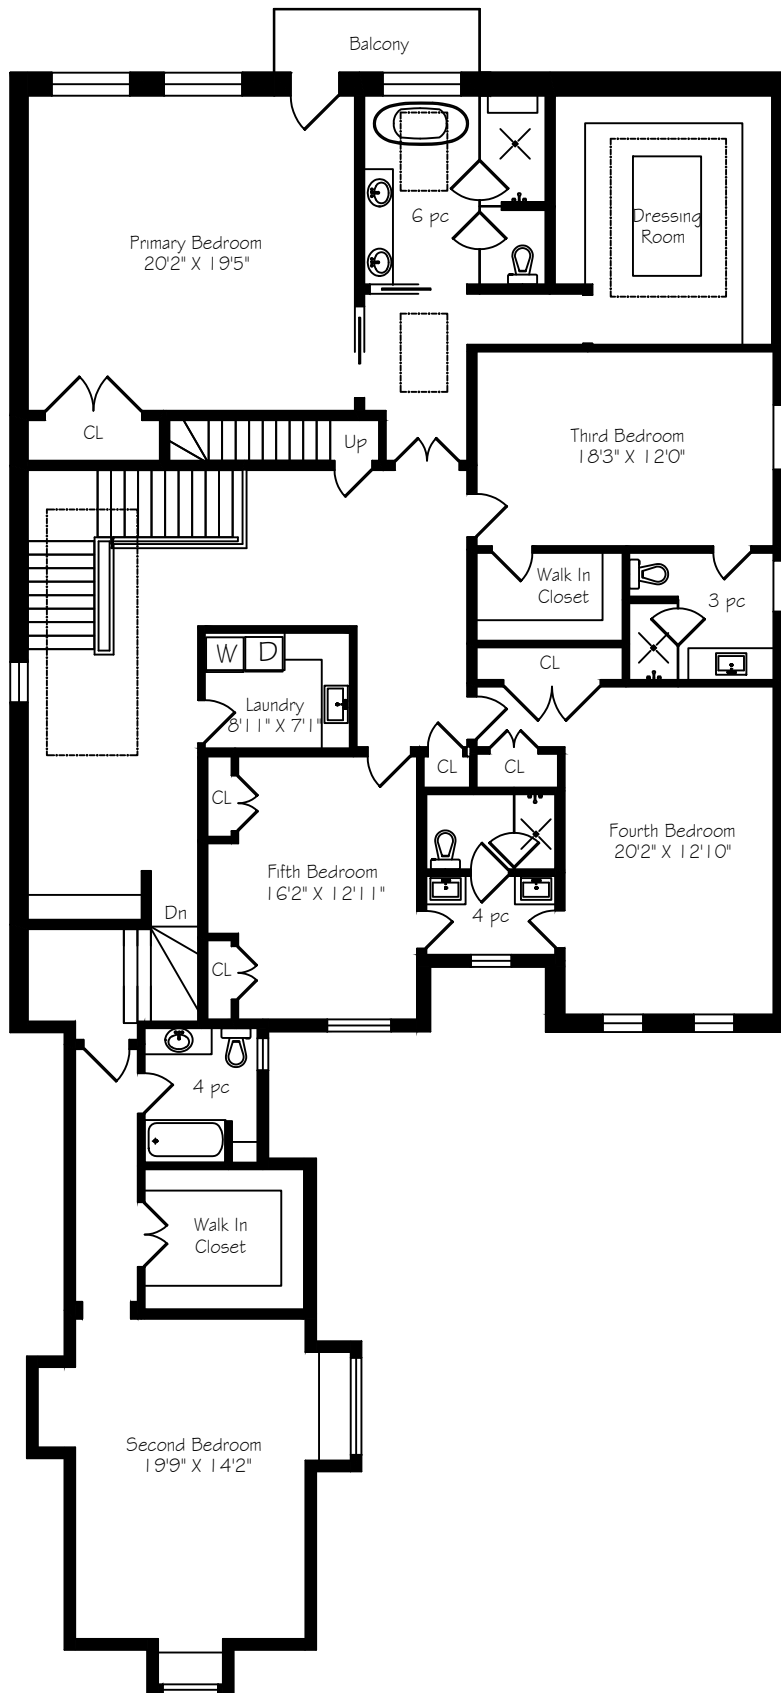 Balcony
Primary Bedroom
20'2" X 19'5"
6 pc
Dressing
Room
CL
Up
Third Bedroom
18'3" X 12'0"
Walk In
Closet
3 pc
W
D
CL
Laundry
8'11" X 7'1"
CL
CL
CL
Fourth Bedroom
20'2" X 12'10"
Fifth Bedroom
16'2" X 12'11"
Dn
4 pc
CL
4 pc
Walk In
Closet
Second Bedroom
19'9" X 14'2"